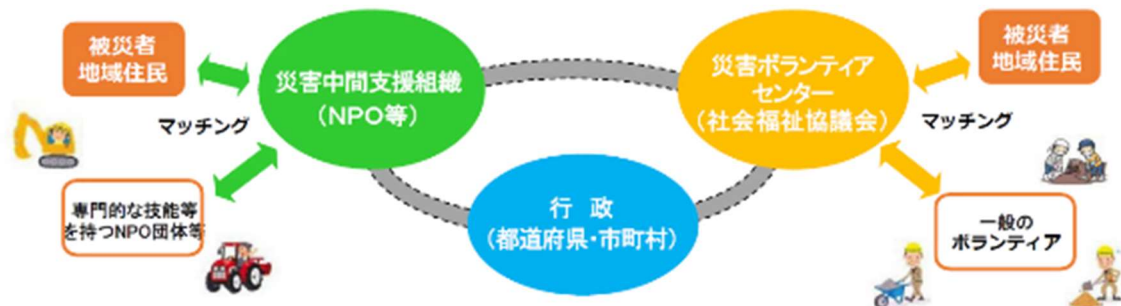 被災者
地域住民
マッチング
専門的な技能等
を持つNPO団体等
災害中間支援組織
(NPO等)
行 政
(都道府県・市町村)
災害ボランティア
センター
(社会福祉協議会)
被災者
地域住民
マッチング
一般の
ボランティア